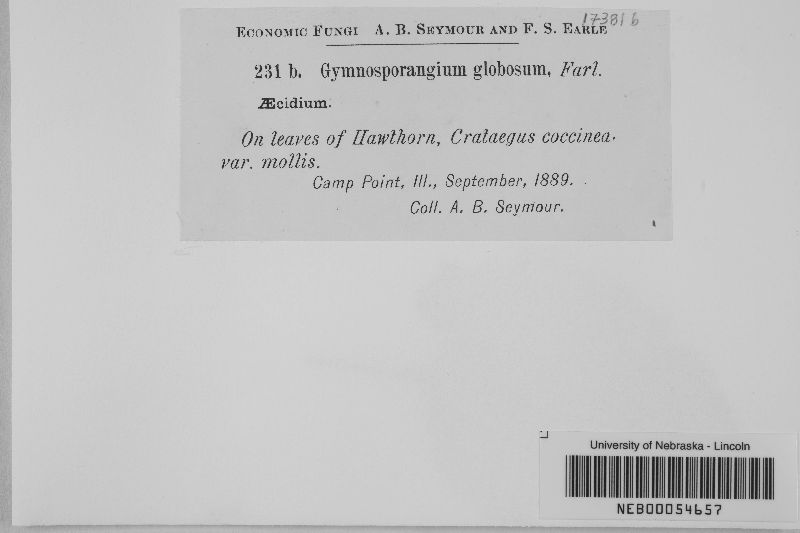 173816
ECONOMIC FUNGI A. B. SEYMOUR AND F. S. EARLE
231 b. Gymnosporangium globosum, Farl.
Æcidium.
On leaves of Hawthorn, Crataegus coccinea.
var. mollis.
Camp Point, Ill., September, 1889.
Coll. A. B. Seymour.
University of Nebraska - Lincoln
NEB00054657